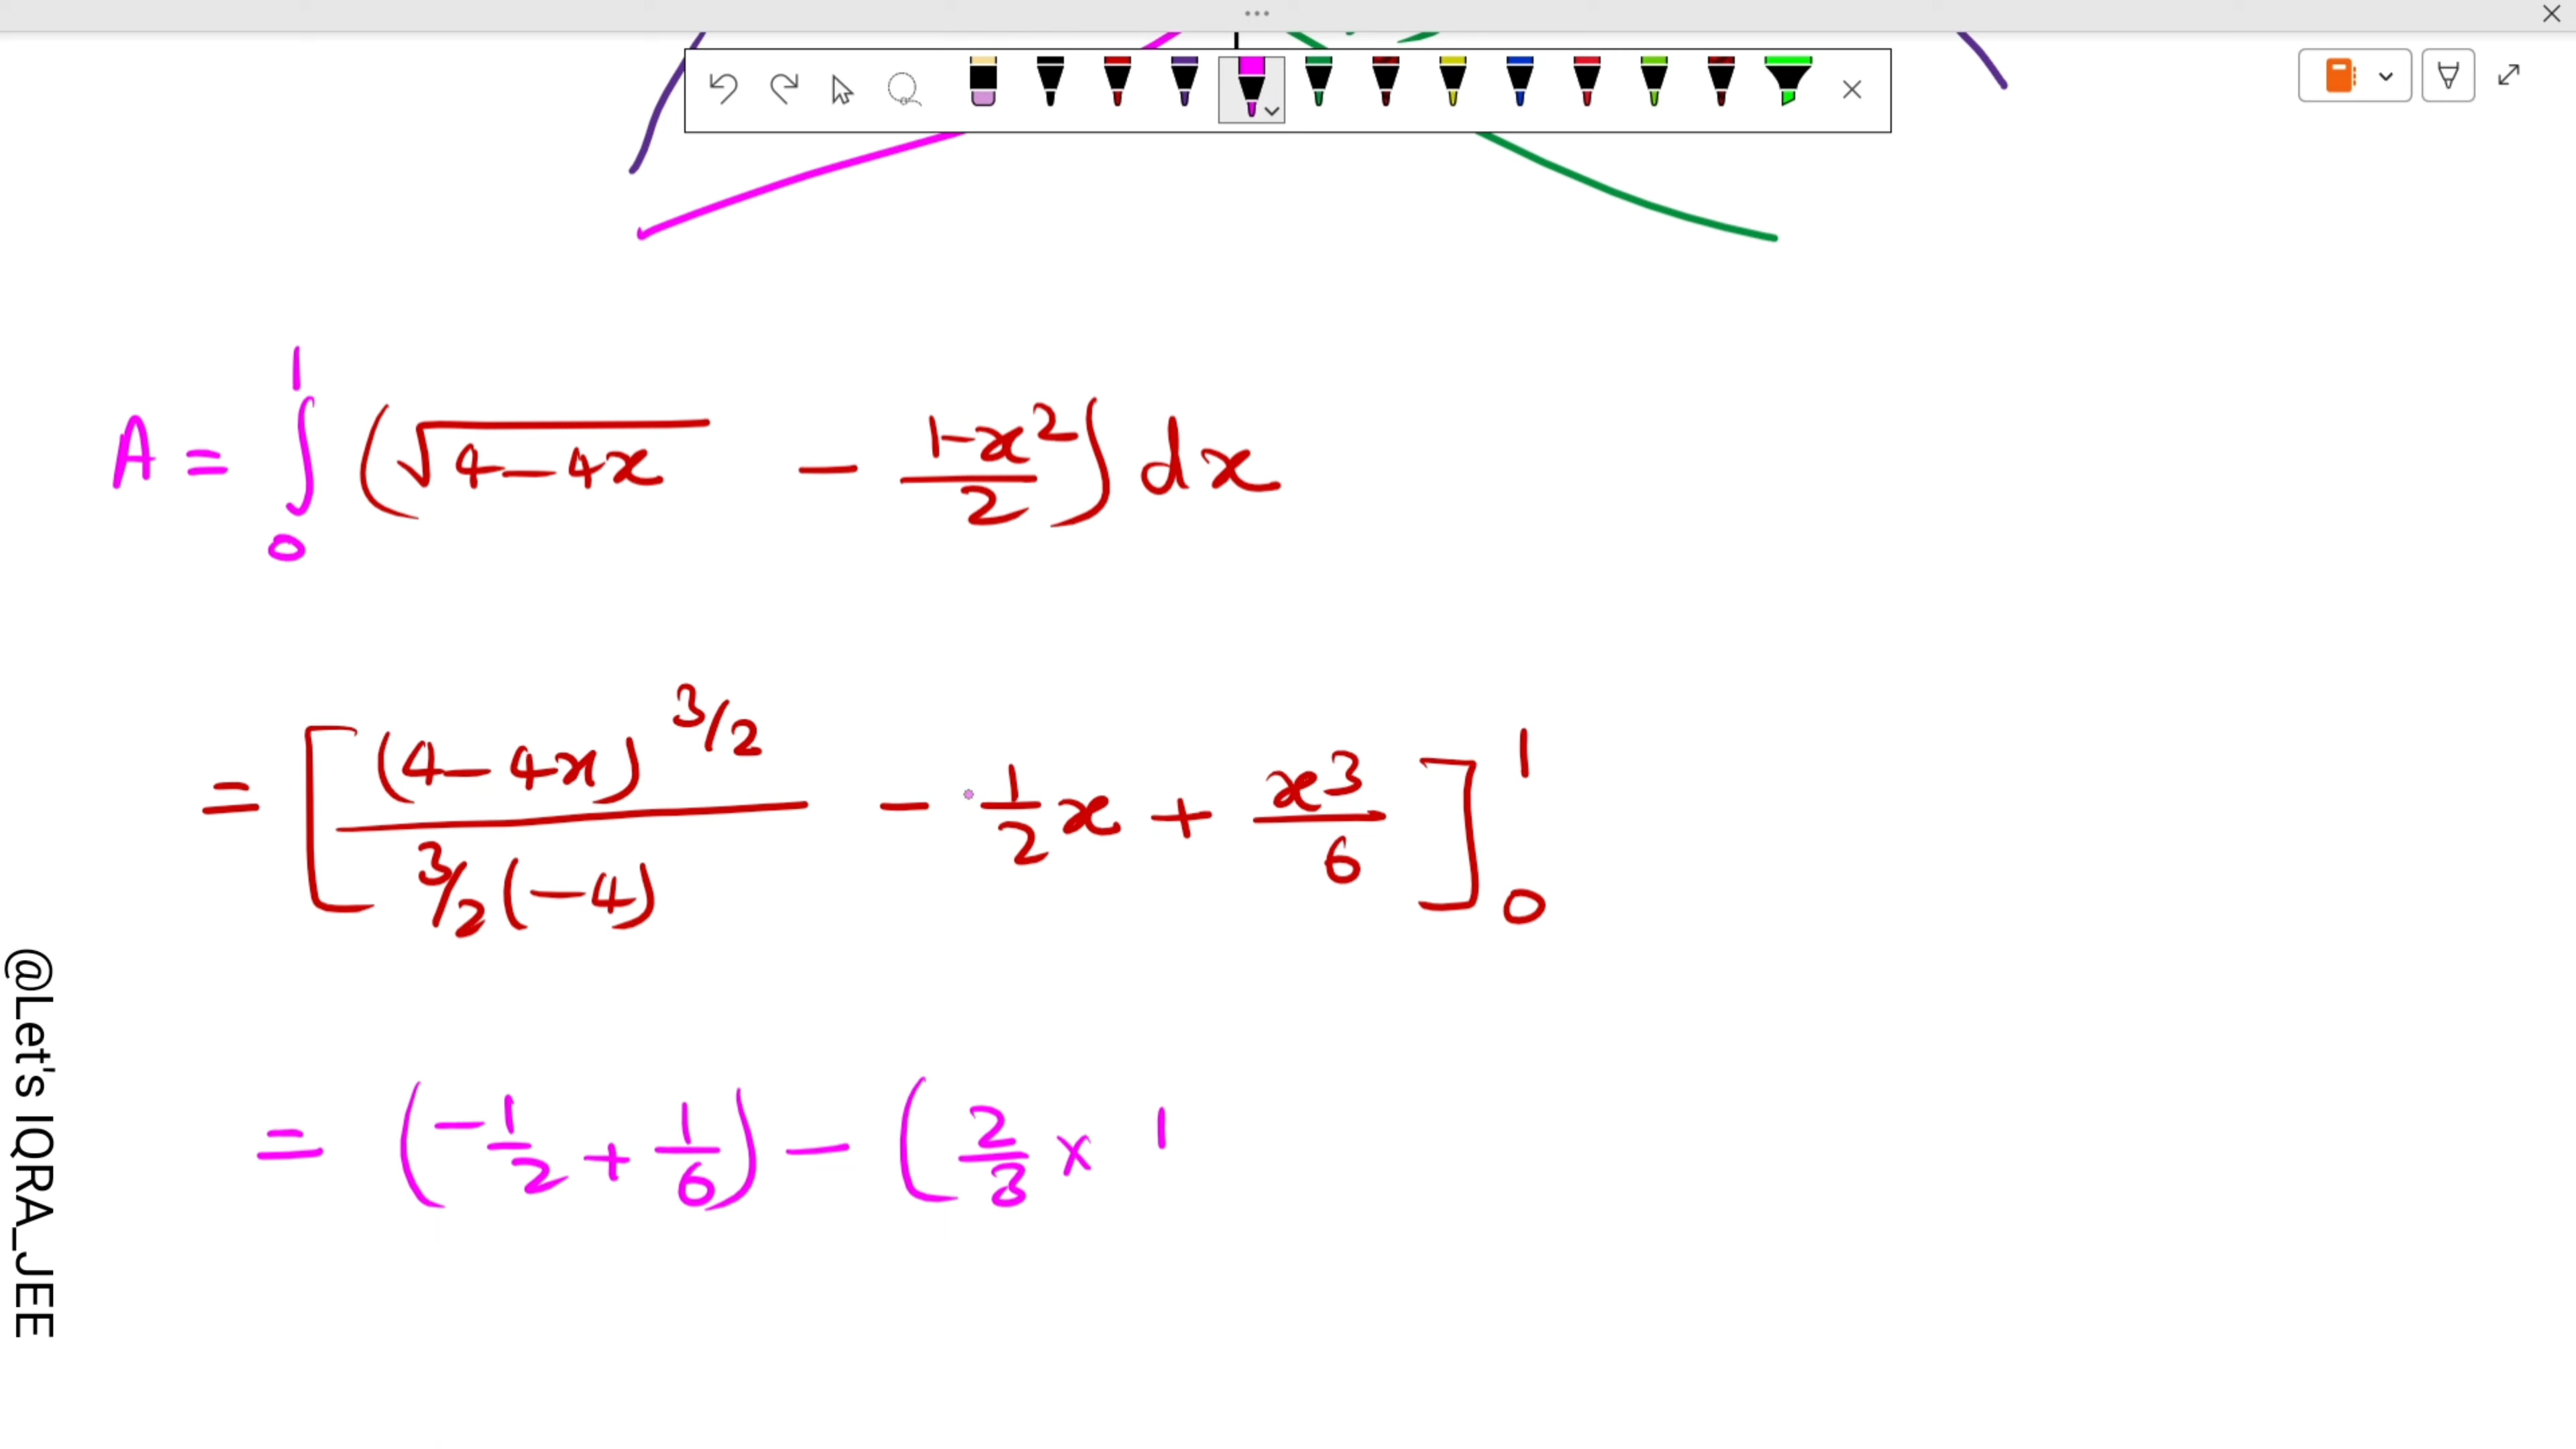 A = ∫₀¹ (√(4-4x) - (1-x²)/2) dx
= [(4-4x)^(3/2) / (3/2 (-4)) - 1/2 x + x³/6]₀¹
= (-1/2 + 1/6) - (2/3 × 1
@Let's IQRA_JEE